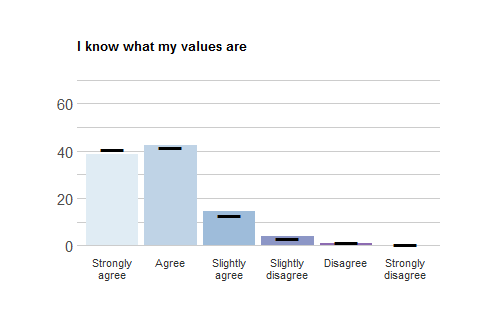 I know what my values are
60
40
20
0
Strongly agree
Agree
Slightly agree
Slightly disagree
Disagree
Strongly disagree